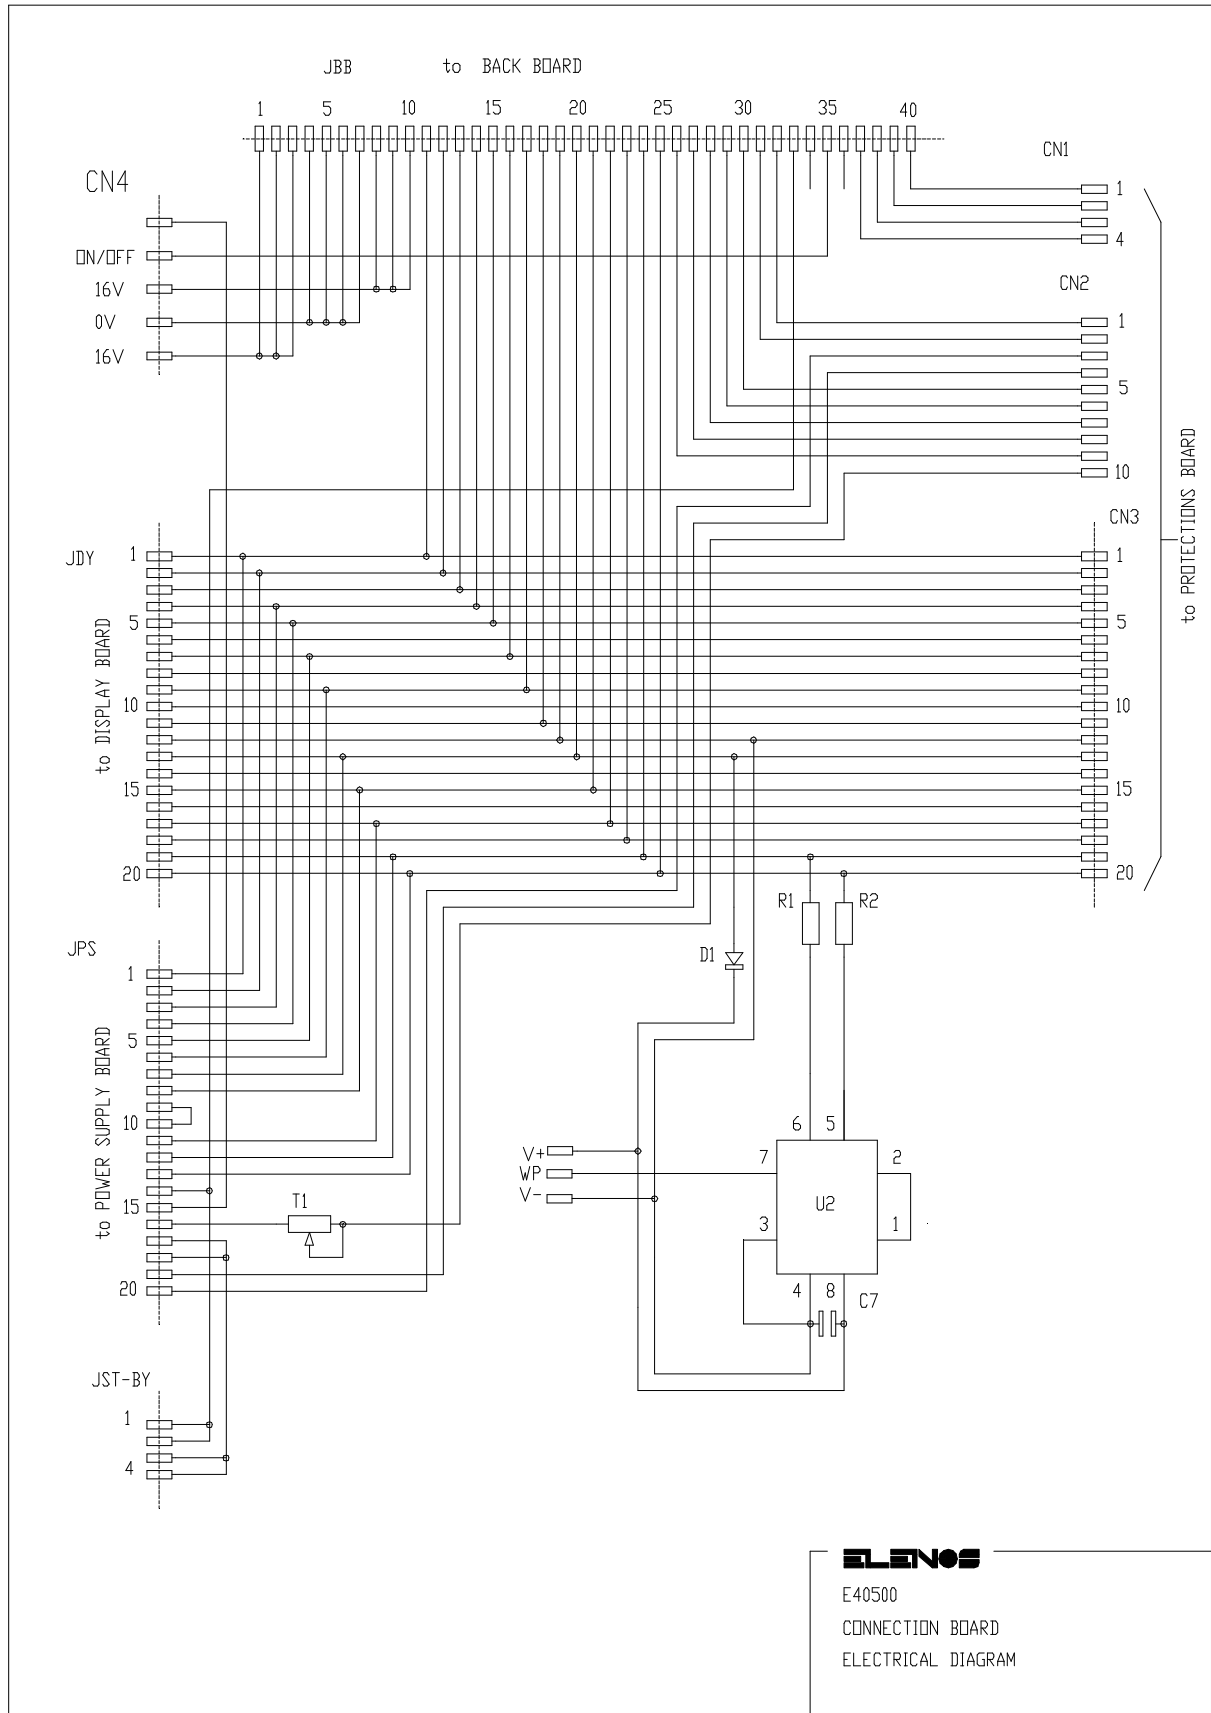 JBB to BACK BOARD
1 5 10 15 20 25 30 35 40
CN1
1
4
CN4
ON/OFF
16V
0V
16V
CN2
1
5
10
to PROTECTIONS BOARD
CN3
1
5
10
15
20
JDY
1
5
10
15
20
to DISPLAY BOARD
R1 R2
D1
JPS
1
5
10
15
20
to POWER SUPPLY BOARD
T1
V+
WP
V-
6 5
7 2
U2
3 1
4 8
C7
JST-BY
1
4
ELENOS
E40500
CONNECTION BOARD
ELECTRICAL DIAGRAM